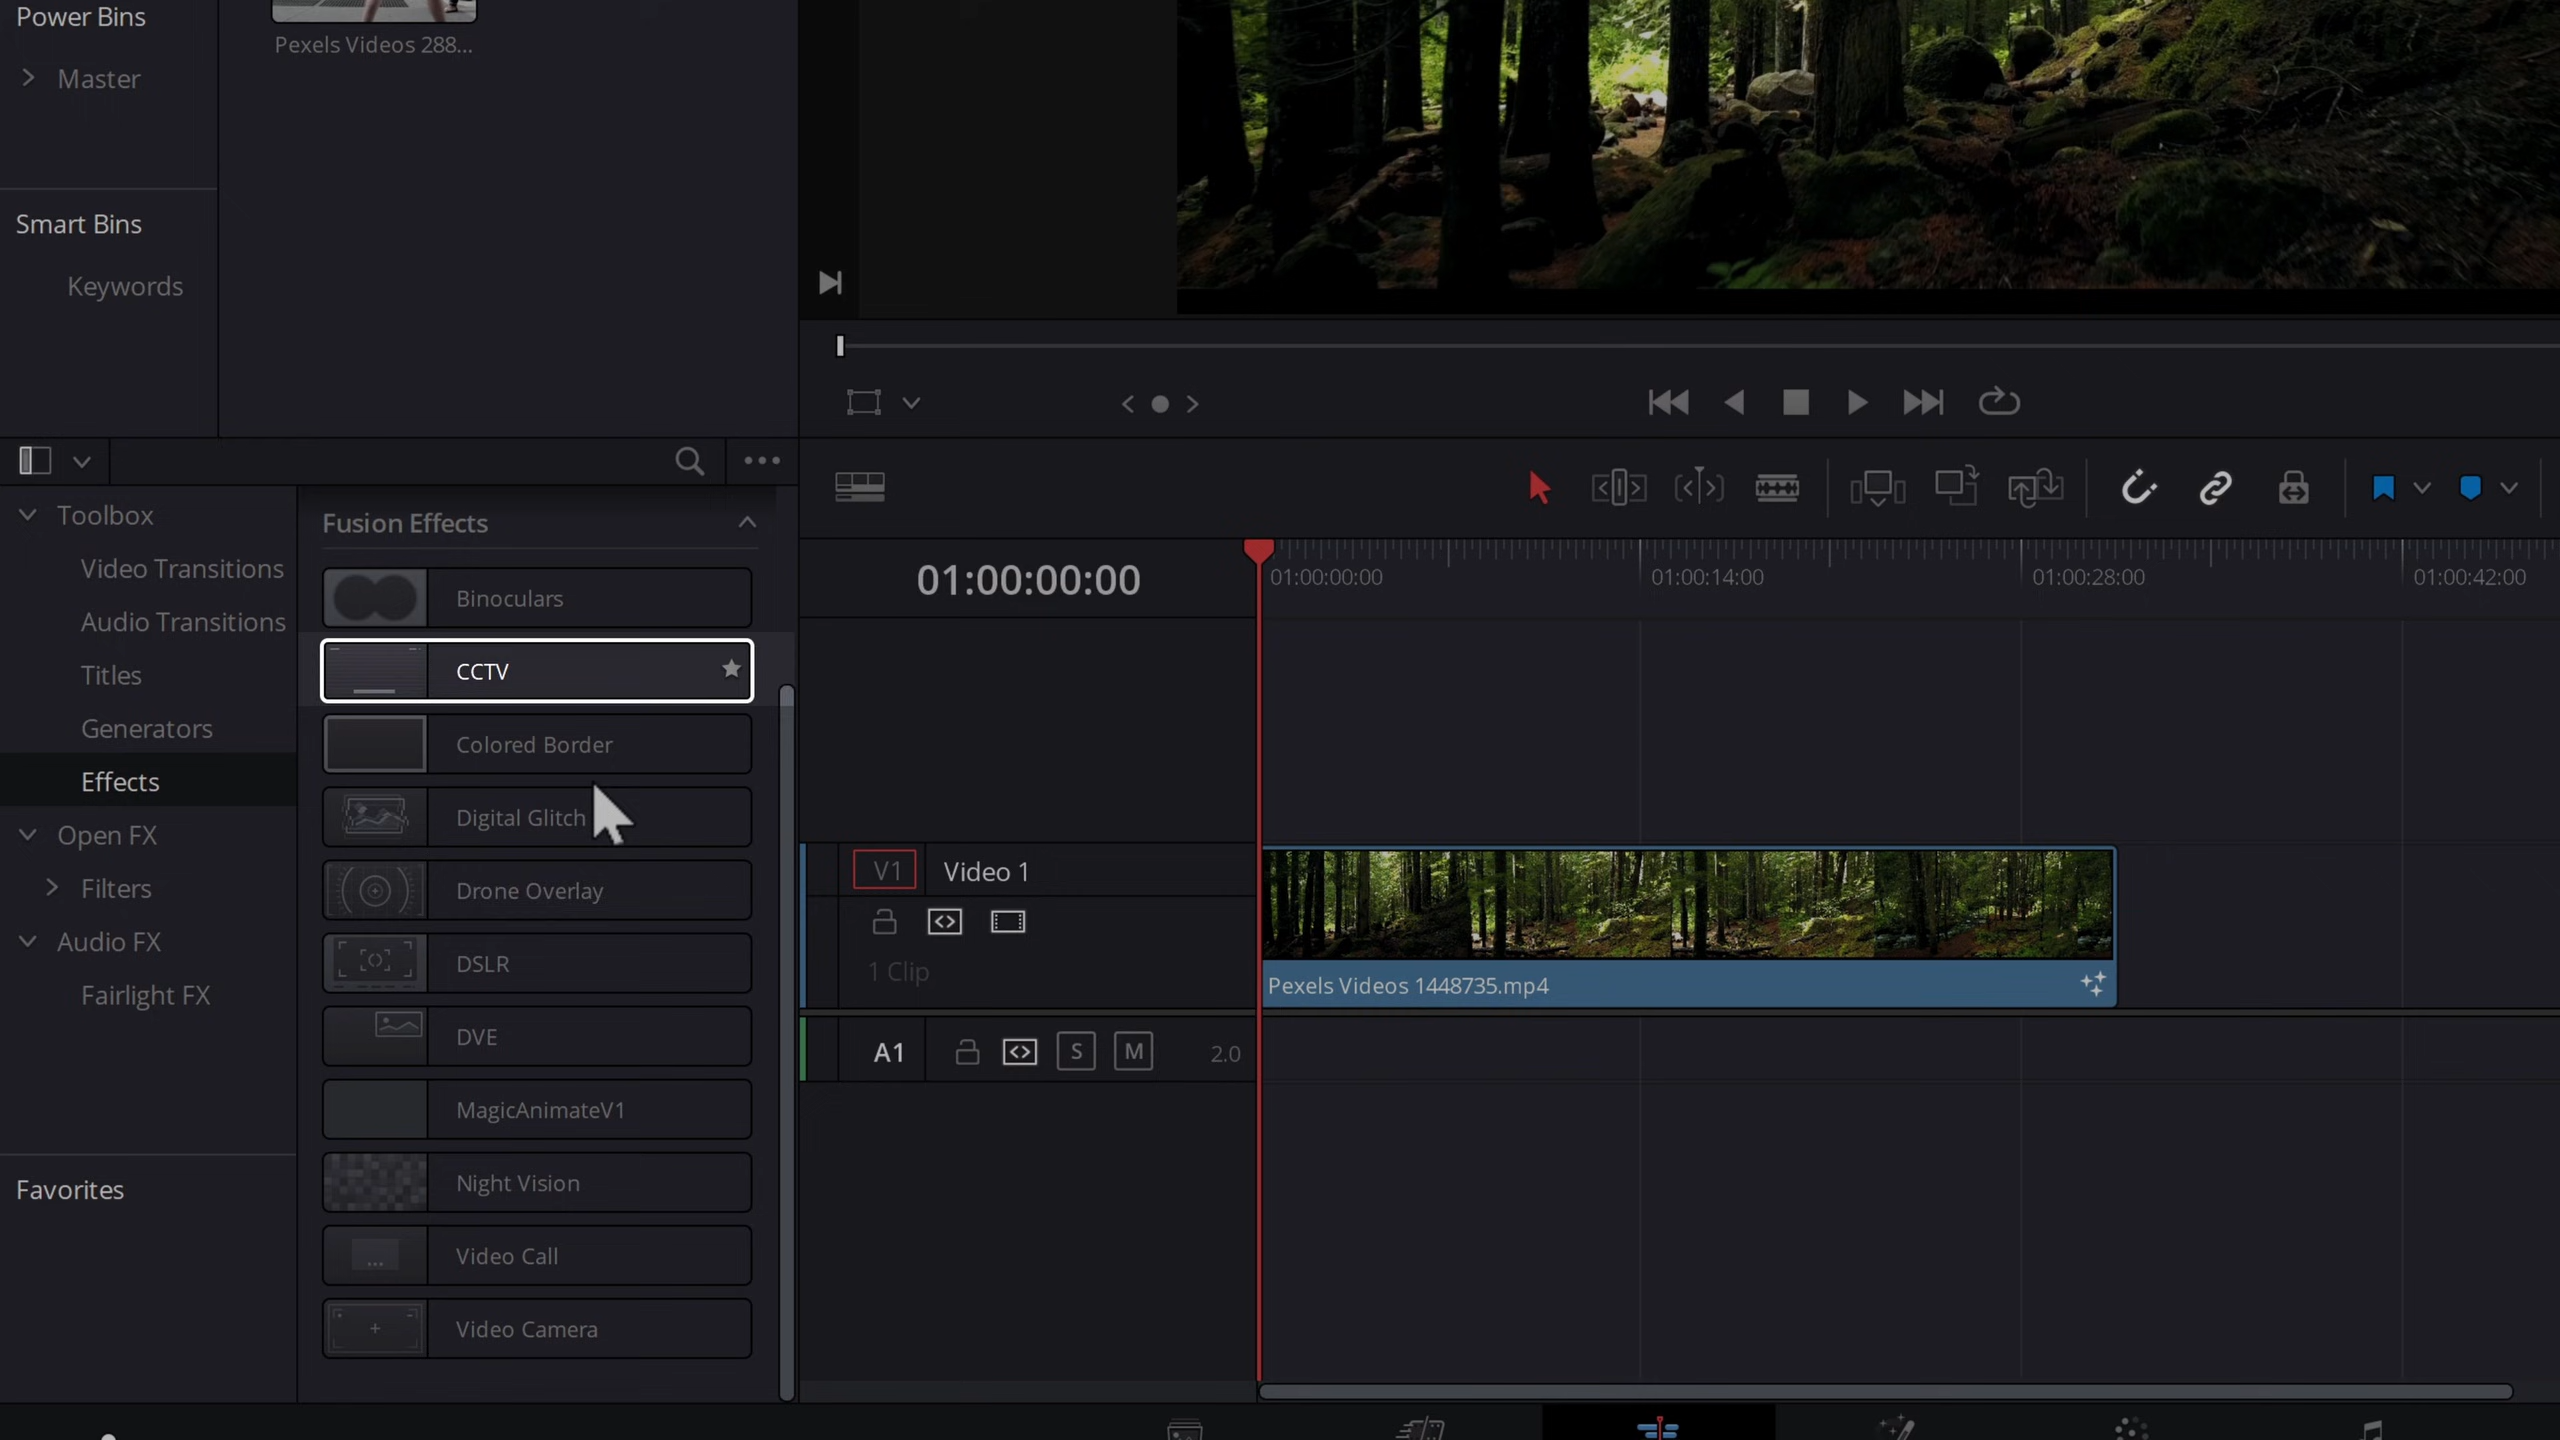 Power Bins
Master
Smart Bins
Keywords
Pexels Videos 288...
Toolbox
Video Transitions
Audio Transitions
Titles
Generators
Effects
Open FX
Filters
Audio FX
Fairlight FX
Favorites
Fusion Effects
Binoculars
CCTV
Colored Border
Digital Glitch
Drone Overlay
DSLR
DVE
MagicAnimateV1
Night Vision
Video Call
Video Camera
01:00:00:00
01:00:00:00
01:00:14:00
01:00:28:00
01:00:42:00
V1
Video 1
1 Clip
Pexels Videos 1448735.mp4
A1
S
M
2.0